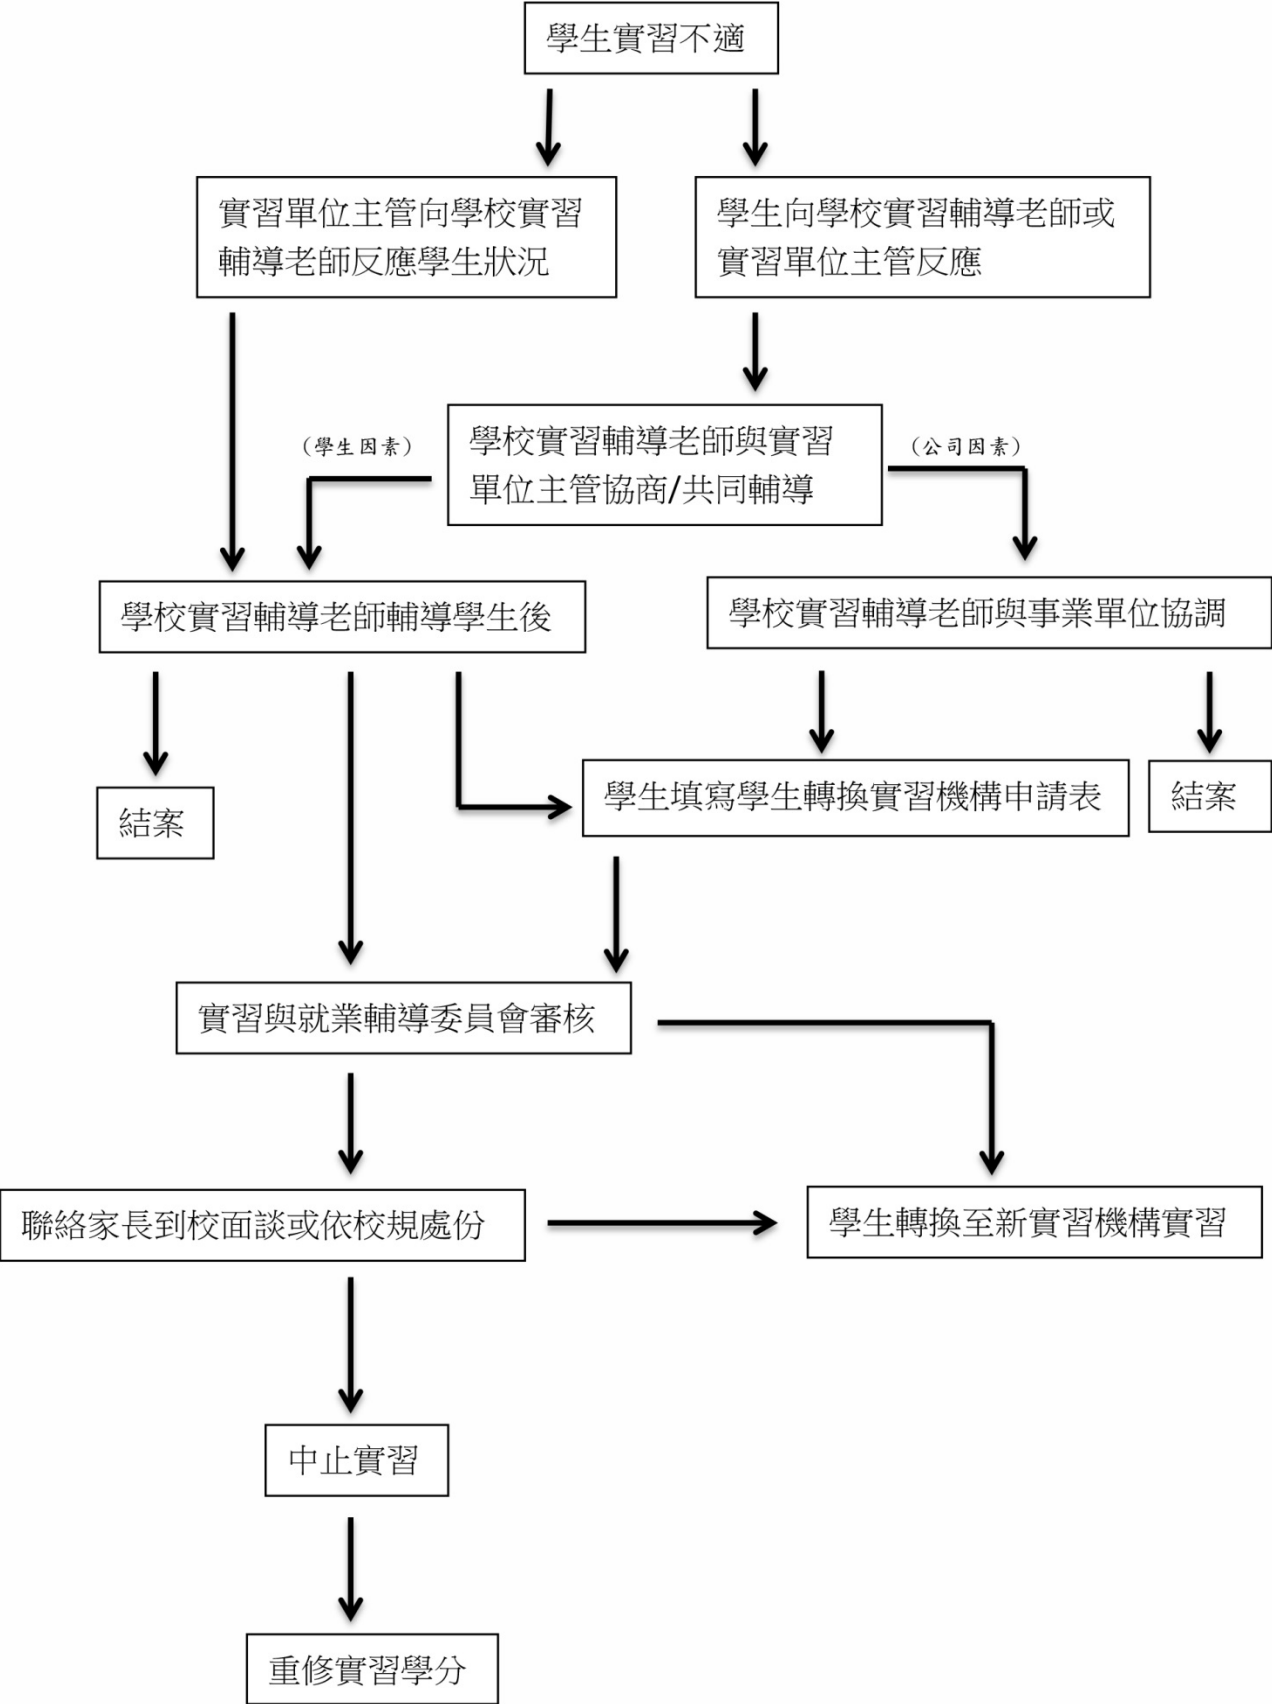 學生實習不適
實習單位主管向學校實習
輔導老師反應學生狀況
學生向學校實習輔導老師或
實習單位主管反應
(學生因素)
學校實習輔導老師與實習
單位主管協商/共同輔導
(公司因素)
學校實習輔導老師輔導學生後
學校實習輔導老師與事業單位協調
結案
學生填寫學生轉換實習機構申請表
結案
實習與就業輔導委員會審核
聯絡家長到校面談或依校規處份
學生轉換至新實習機構實習
中止實習
重修實習學分